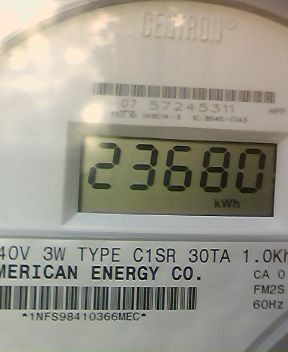 CENTRON®
07 57245311
23680
kWh
40V 3W TYPE C1SR 30TA 1.0Kh
MERICAN ENERGY CO.
CA 0
FM2S
60Hz
*1NFS98410366MEC*